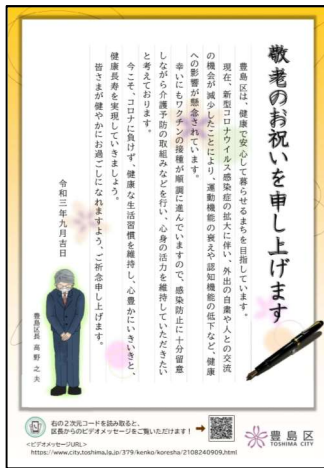 敬老のお祝いを申し上げます
豊島区は、健康で安心して暮らせるまちを目指しています。
現在、新型コロナウイルス感染症の拡大に伴い、外出の自粛や人との交流
の機会が減少したことにより、運動機能の衰えや認知機能の低下など、健康
への影響が懸念されています。
幸いにもワクチンの接種が順調に進んでいますので、感染防止に十分留意
しながら介護予防の取組みなどを行い、心身の活力を維持していただきたい
と考えております。
今こそ、コロナに負けず、健康な生活習慣を維持し、心豊かにいきいきと、
健康長寿を実現していきましょう。
皆さまが健やかにお過ごしになれますよう、ご祈念申し上げます。
令和三年九月吉日
豊島区長 高野之夫
右の2次元コードを読み取ると、
区長からのビデオメッセージをご覧いただけます！
<ビデオメッセージURL>
https://www.city.toshima.lg.jp/379/kenko/koresha/2108240909.html
豊島区
TOSHIMA CITY